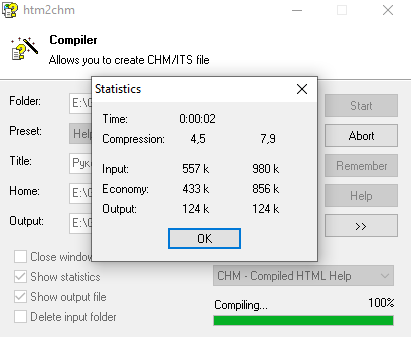 htm2chm
Compiler
Allows you to create CHM/ITS file
Statistics
Time: 0:00:02
Compression: 4,5 7,9
Input: 557 k 980 k
Economy: 433 k 856 k
Output: 124 k 124 k
OK
Folder: E:\
Preset: Help
Title: Рук
Home: E:\
Output: E:\
Start
Abort
Remember
Help
>>
Close window
Show statistics
Show output file
Delete input folder
CHM - Compiled HTML Help
Compiling... 100%